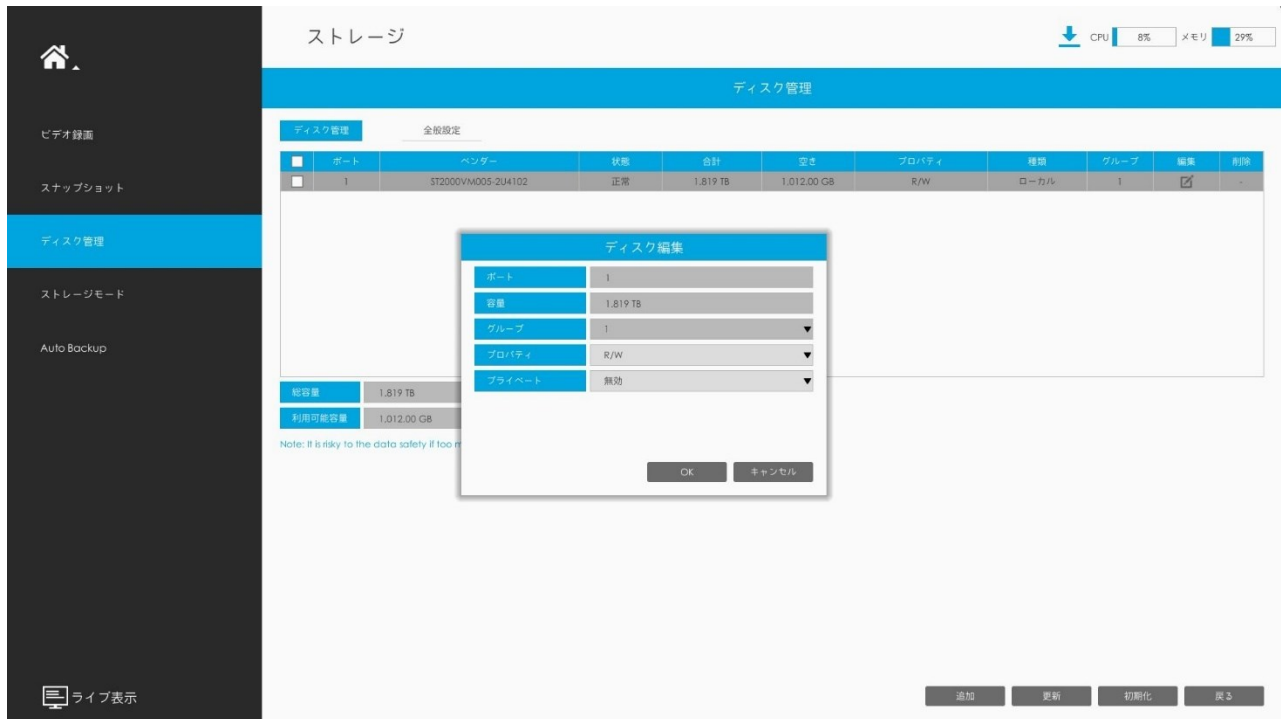 ストレージ
CPU 8% メモリ 29%
ディスク管理
ビデオ録画
スナップショット
ディスク管理
ストレージモード
Auto Backup
ライブ表示
ディスク管理 全般設定
ポート ベンダー 状態 合計 空き プロパティ 種類 グループ 編集 削除
1 ST2000VM005-2U4102 正常 1.819 TB 1,012.00 GB R/W ローカル 1 -
ディスク編集
ポート 1
容量 1.819 TB
グループ 1
プロパティ R/W
プライベート 無効
OK キャンセル
総容量 1.819 TB
利用可能容量 1,012.00 GB
Note: It is risky to the data safety if too
追加 更新 初期化 戻る